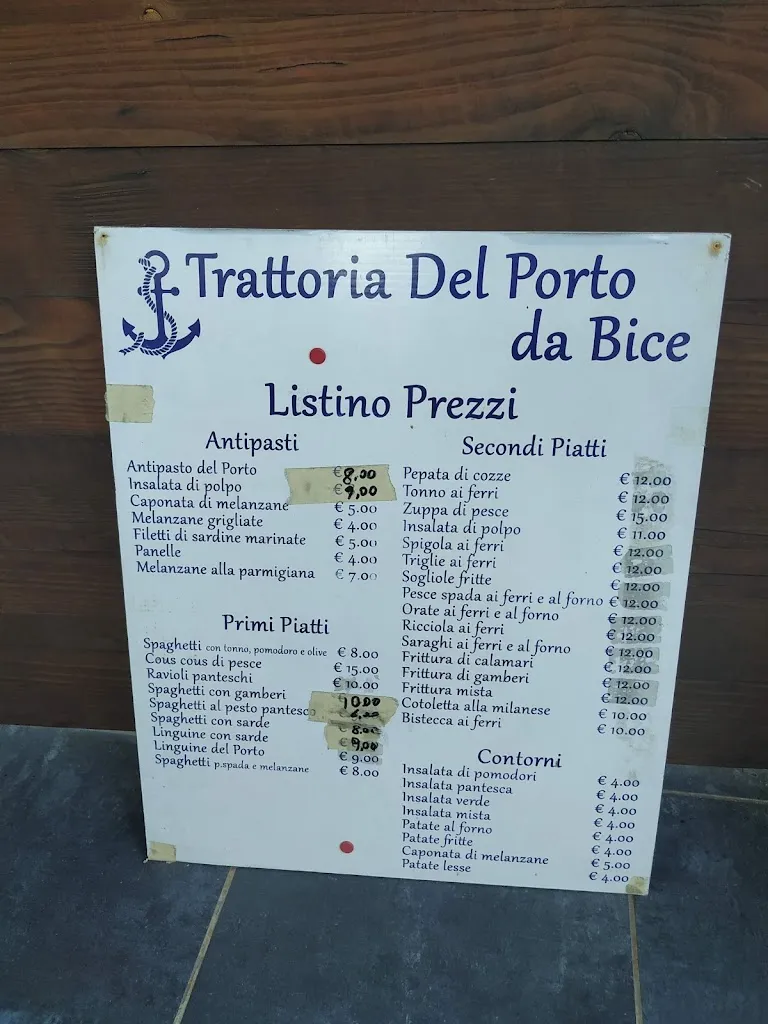 Trattoria Del Porto
da Bice
Listino Prezzi
Antipasti
Antipasto del Porto € 8,00
Insalata di polpo € 9,00
Caponata di melanzane € 5.00
Melanzane grigliate € 4.00
Filetti di sardine marinate € 5.00
Panelle € 4.00
Melanzane alla parmigiana € 7.00
Primi Piatti
Spaghetti con tonno, pomodoro e olive € 8.00
Cous cous di pesce € 15.00
Ravioli panteschi € 10.00
Spaghetti con gamberi 1000
Spaghetti al pesto pantesco
Spaghetti con sarde € 8.00
Linguine con sarde € 9,00
Linguine del Porto € 9.00
Spaghetti p.spada e melanzane € 8.00
Secondi Piatti
Pepata di cozze € 12.00
Tonno ai ferri € 12.00
Zuppa di pesce € 15.00
Insalata di polpo € 11.00
Spigola ai ferri € 12.00
Triglie ai ferri € 12.00
Sogliole fritte € 12.00
Pesce spada ai ferri e al forno € 12.00
Orate ai ferri e al forno € 12.00
Ricciola ai ferri € 12.00
Saraghi ai ferri e al forno € 12.00
Frittura di calamari € 12.00
Frittura di gamberi € 12.00
Frittura mista € 12.00
Cotoletta alla milanese € 10.00
Bistecca ai ferri € 10.00
Contorni
Insalata di pomodori € 4.00
Insalata pantesca € 4.00
Insalata verde € 4.00
Insalata mista € 4.00
Patate al forno € 4.00
Patate fritte € 4.00
Caponata di melanzane € 5.00
Patate lesse € 4.00